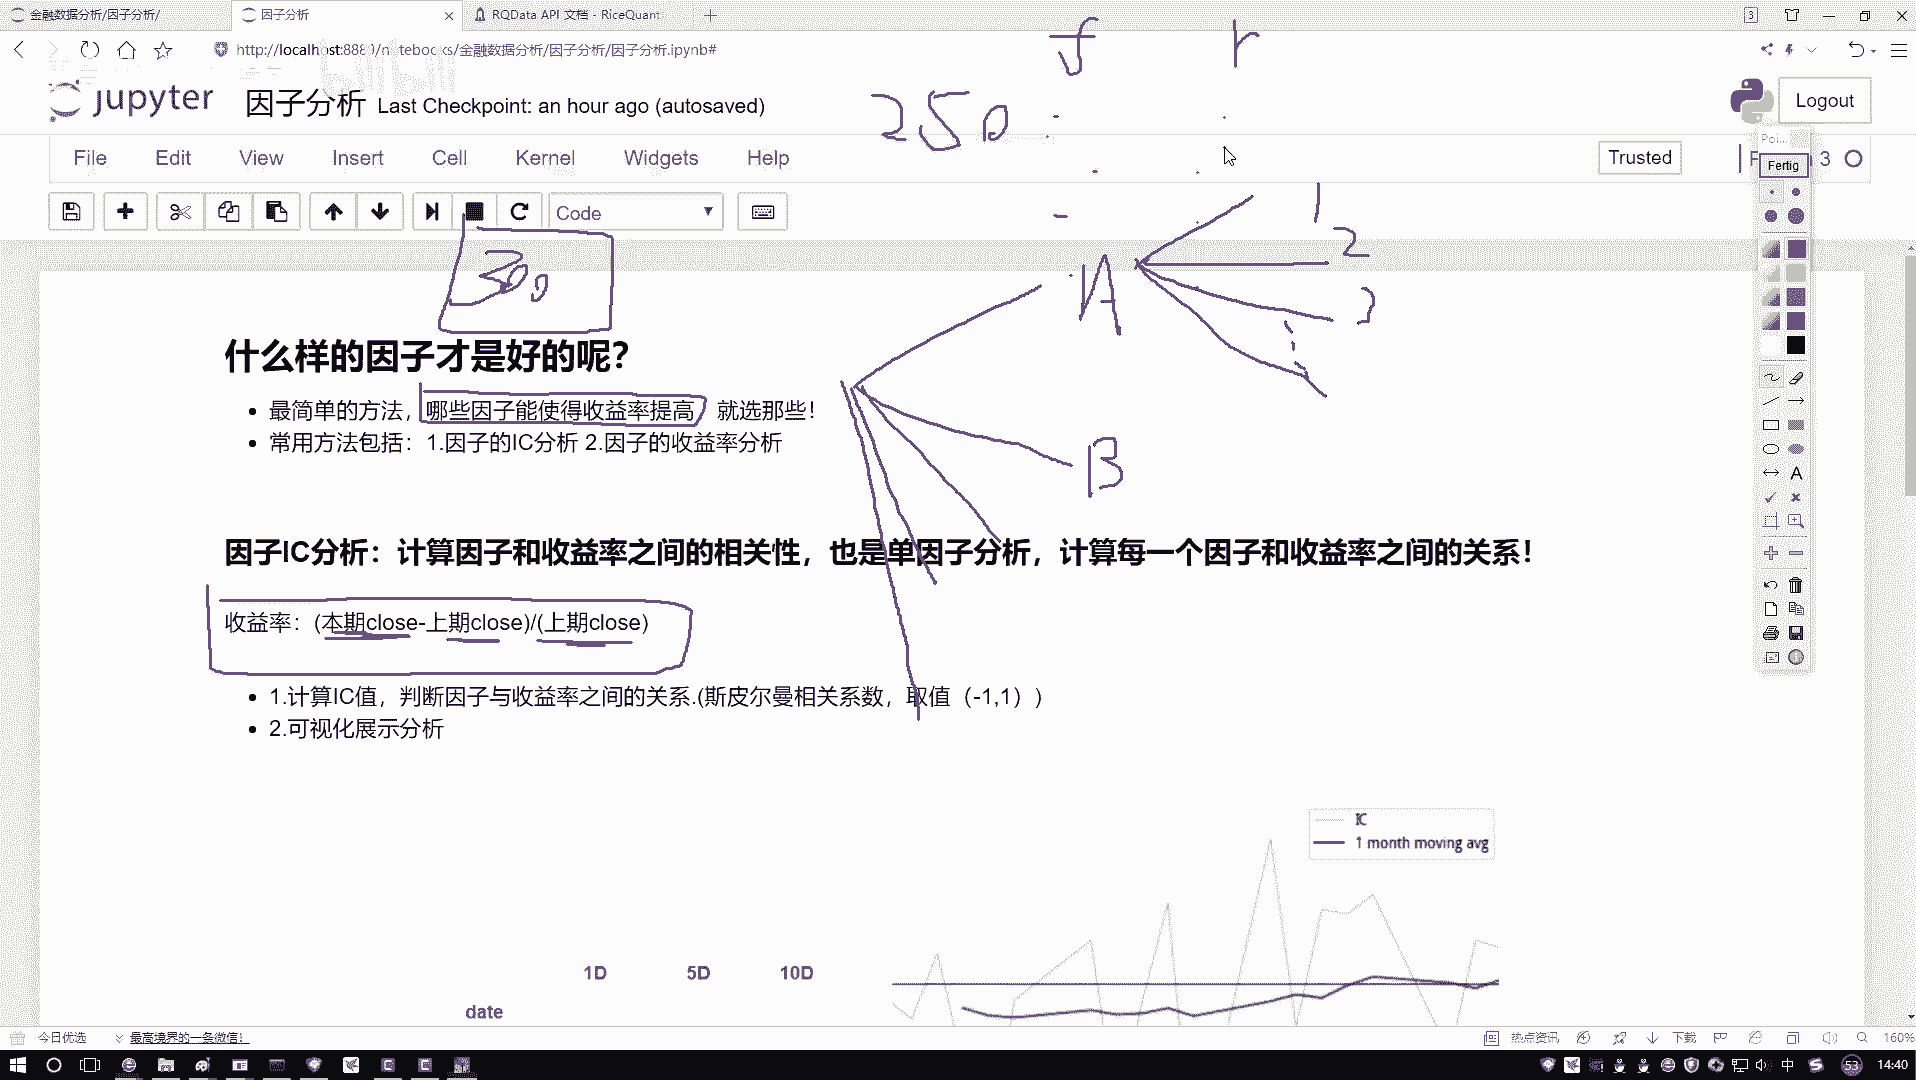 金融数据分析/因子分析/
因子分析
RQData API 文档 - RiceQuant
3
http://localhost:8889/notebooks/金融数据分析/因子分析/因子分析.ipynb#
f r
jupyter 因子分析 Last Checkpoint: an hour ago (autosaved)
250
Logout
File Edit View Insert Cell Kernel Widgets Help
Trusted
3
Poi...
Fertig
Code
300
A
1
2
3
B
什么样的因子才是好的呢？
最简单的方法，哪些因子能使得收益率提高 就选那些！
常用方法包括：1.因子的IC分析 2.因子的收益率分析
因子IC分析：计算因子和收益率之间的相关性，也是单因子分析，计算每一个因子和收益率之间的关系！
收益率：(本期close-上期close)/(上期close)
1.计算IC值，判断因子与收益率之间的关系.(斯皮尔曼相关系数，取值（-1,1）)
2.可视化展示分析
IC
1 month moving avg
1D 5D 10D
date
今日优选
最高境界的一条微信！
热点资讯
下载
160%
中
53
14:40